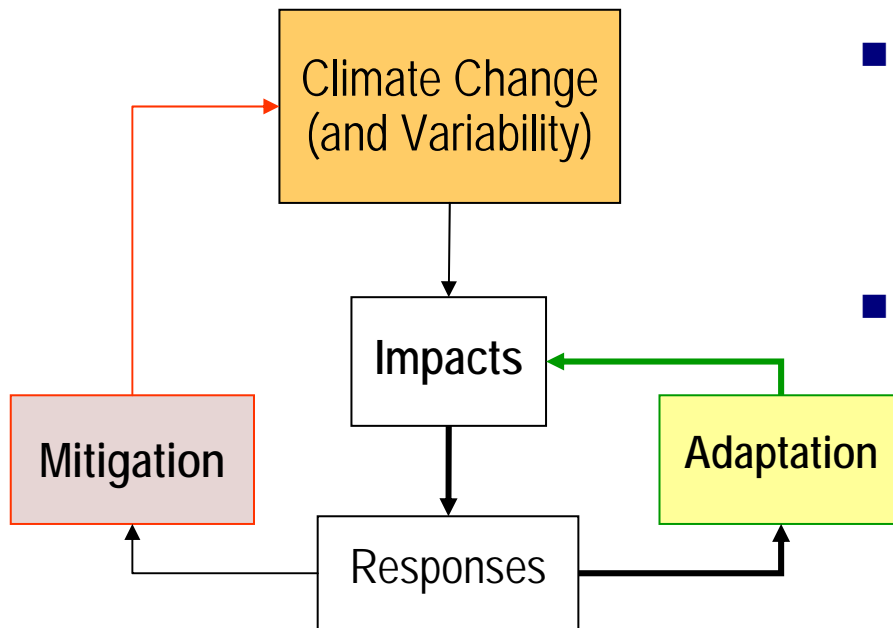 Climate Change
(and Variability)
Impacts
Mitigation
Adaptation
Responses